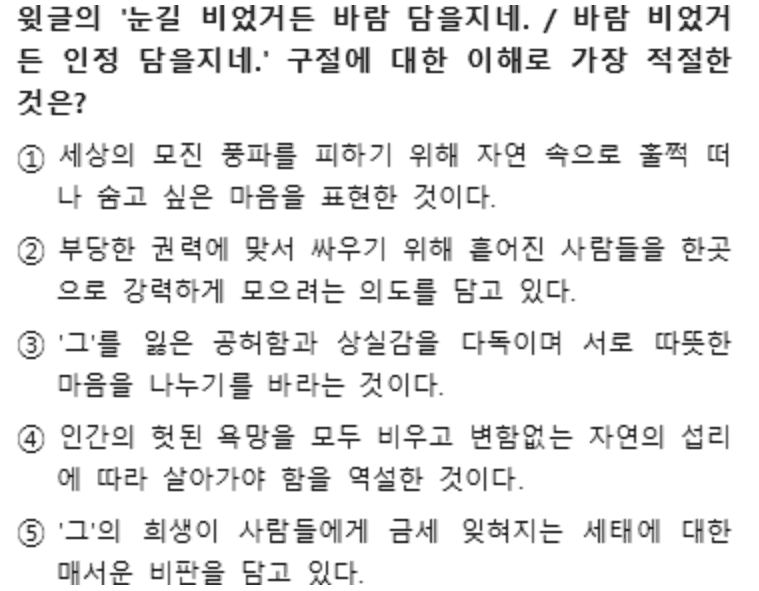 윗글의 '눈길 비었거든 바람 담을지네. / 바람 비었거
든 인정 담을지네.' 구절에 대한 이해로 가장 적절한
것은?
① 세상의 모진 풍파를 피하기 위해 자연 속으로 훌쩍 떠
나 숨고 싶은 마음을 표현한 것이다.
② 부당한 권력에 맞서 싸우기 위해 흩어진 사람들을 한곳
으로 강력하게 모으려는 의도를 담고 있다.
③ '그'를 잃은 공허함과 상실감을 다독이며 서로 따뜻한
마음을 나누기를 바라는 것이다.
④ 인간의 헛된 욕망을 모두 비우고 변함없는 자연의 섭리
에 따라 살아가야 함을 역설한 것이다.
⑤ '그'의 희생이 사람들에게 금세 잊혀지는 세태에 대한
매서운 비판을 담고 있다.